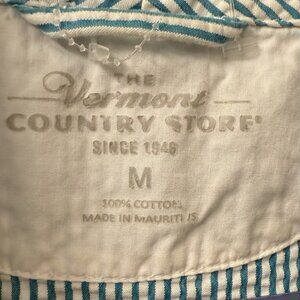 THE
Vermont
COUNTRY STORE®
SINCE 1946
M
100% COTTON
MADE IN MAURITIUS